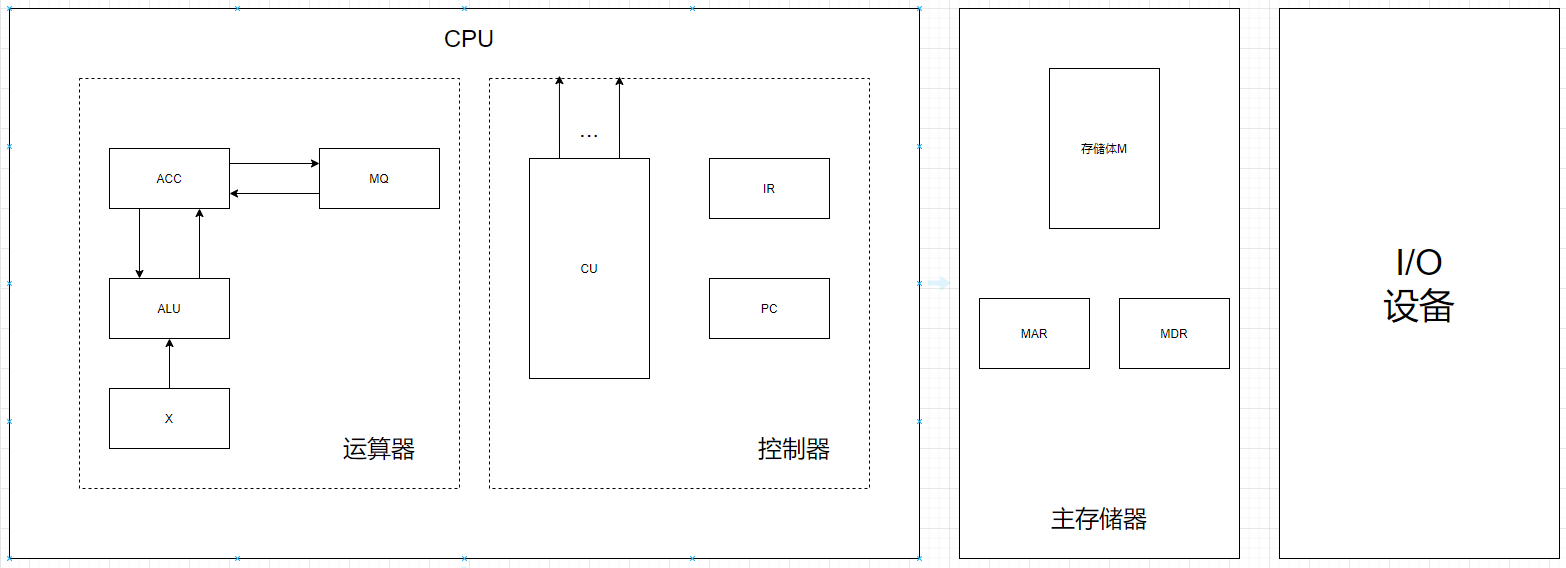 CPU
ACC
MQ
ALU
X
运算器
...
CU
IR
PC
控制器
存储体M
MAR
MDR
主存储器
I/O
设备